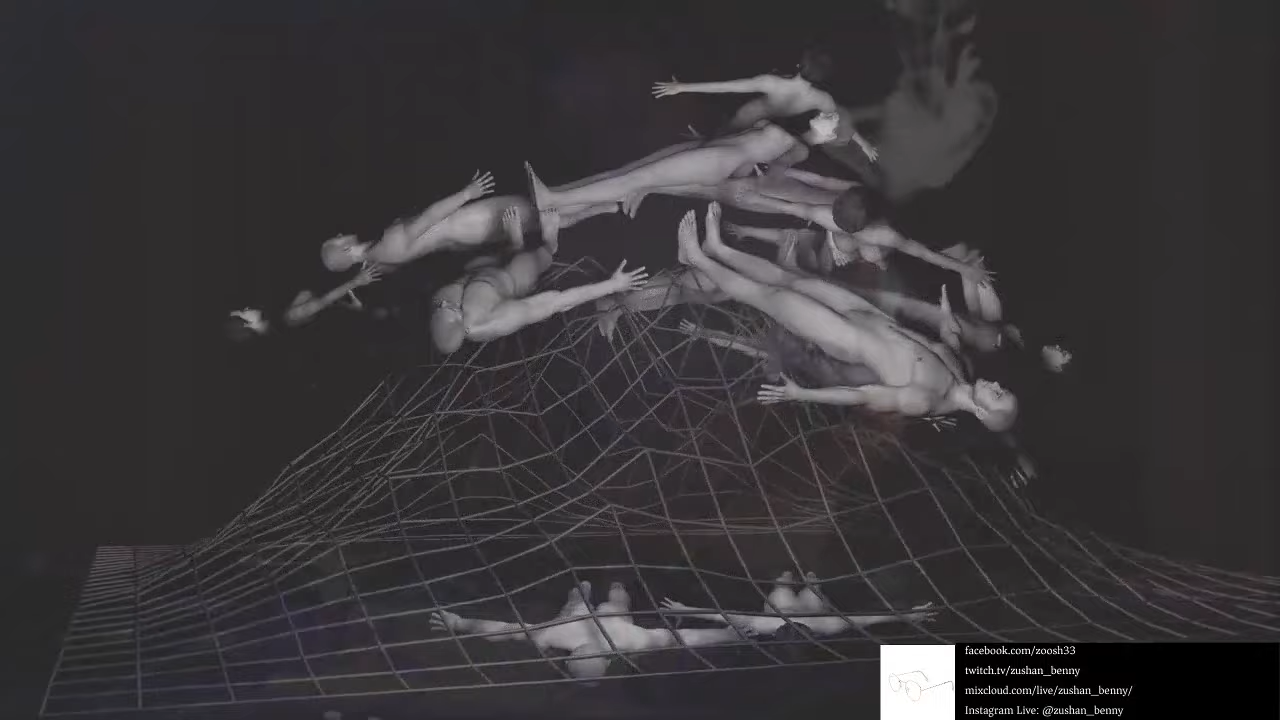 facebook.com/zoosh33
twitch.tv/zushan_benny
mixcloud.com/live/zushan_benny/
Instagram Live: @zushan_benny